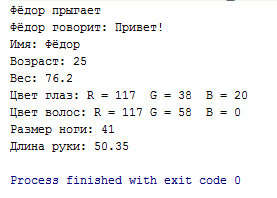 Фёдор прыгает
Фёдор говорит: Привет!
Имя: Фёдор
Возраст: 25
Вес: 76.2
Цвет глаз: R = 117  G = 38  B = 20
Цвет волос: R = 117 G = 58  B = 0
Размер ноги: 41
Длина руки: 50.35
Process finished with exit code 0